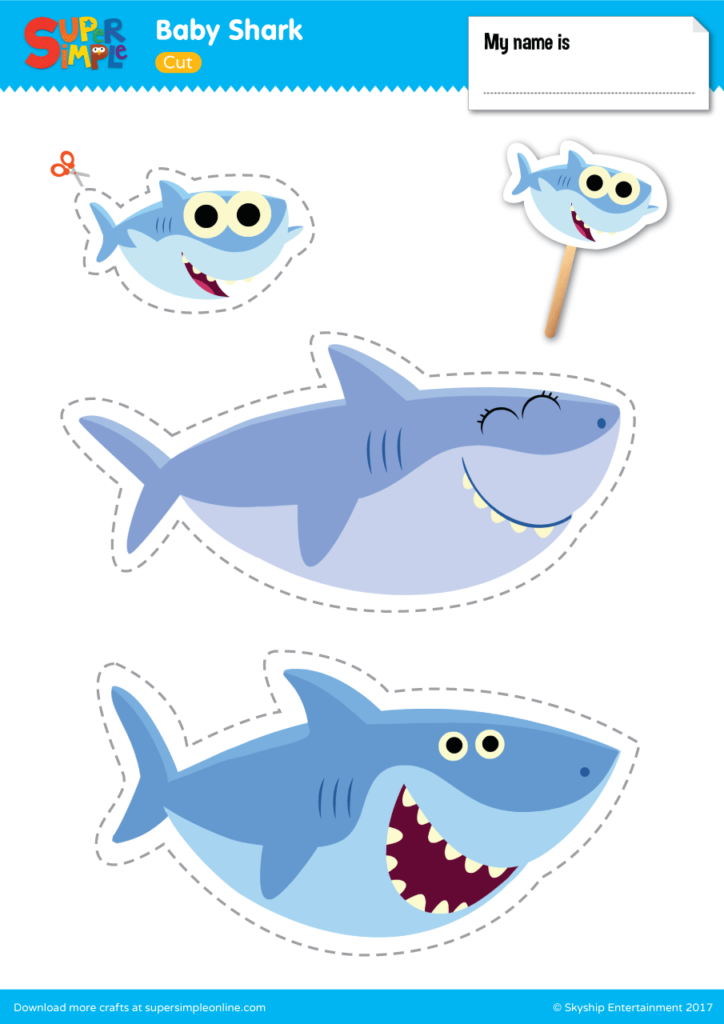 SUPER
SIMPLE
Baby Shark
Cut
My name is
Download more crafts at supersimpleonline.com
© Skyship Entertainment 2017